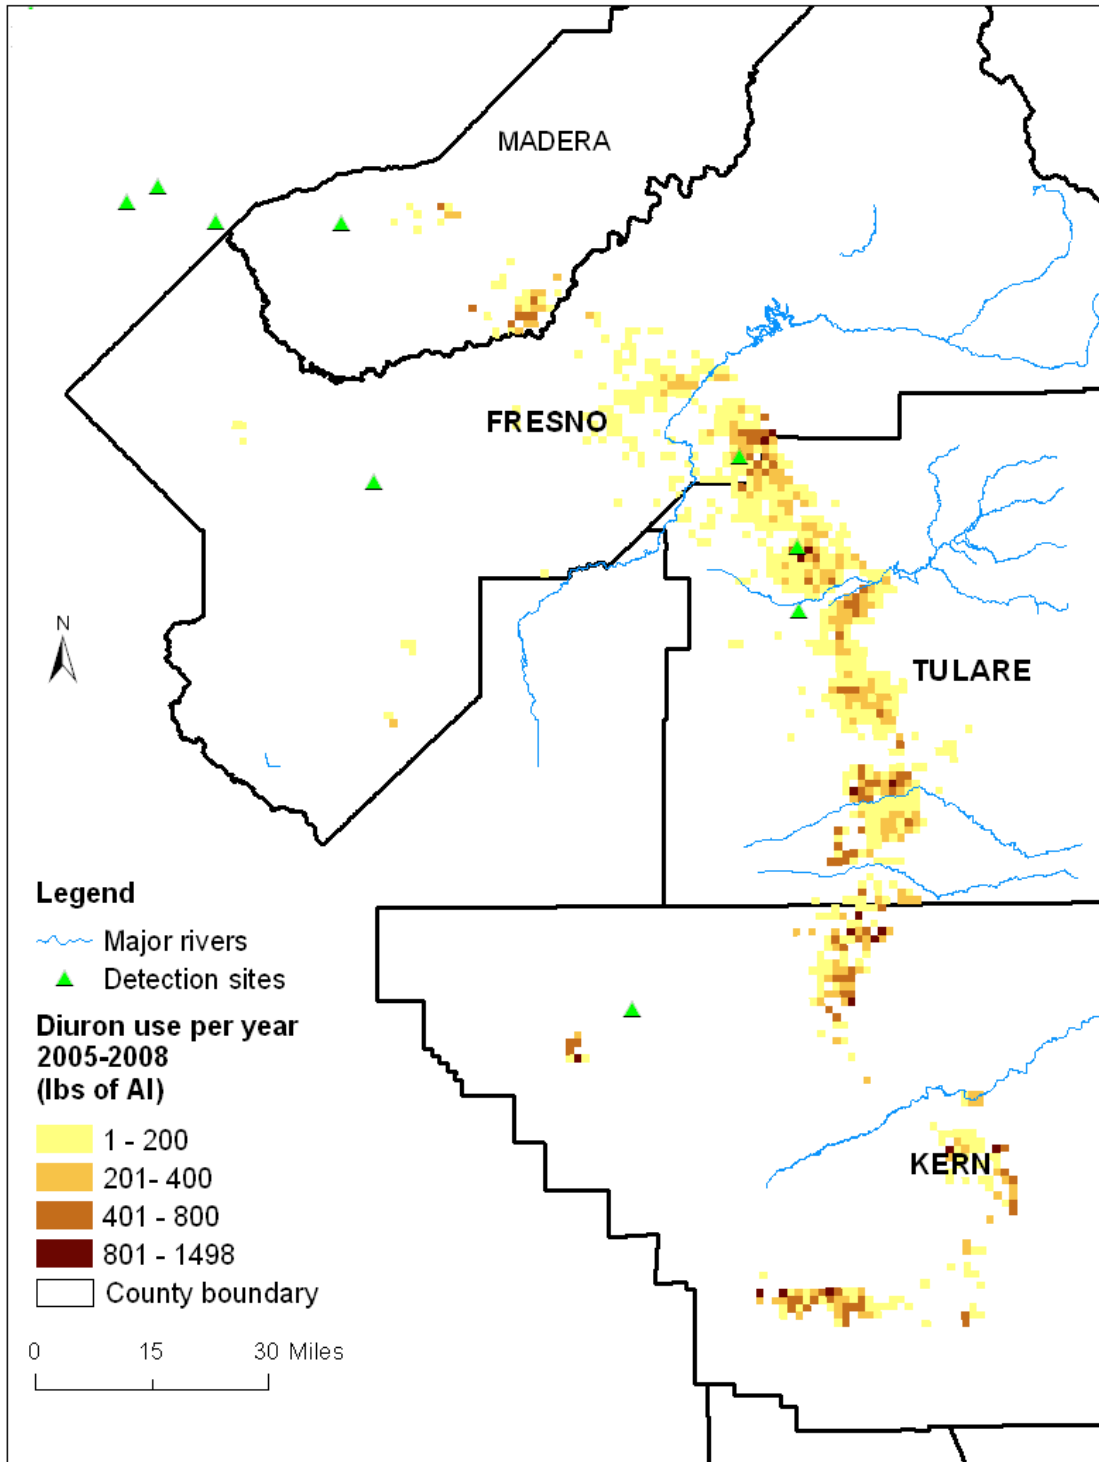 MADERA
FRESNO
N
TULARE
Legend
Major rivers
Detection sites
Diuron use per year
2005-2008
(lbs of AI)
1 - 200
201- 400
401 - 800
801 - 1498
County boundary
KERN
0 15 30 Miles